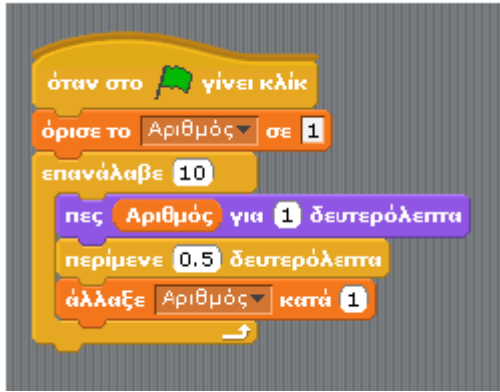 όταν στο γίνει κλικ
όρισε το Αριθμός σε 1
επανάλαβε 10
πες Αριθμός για 1 δευτερόλεπτα
περίμενε 0.5 δευτερόλεπτα
άλλαξε Αριθμός κατά 1